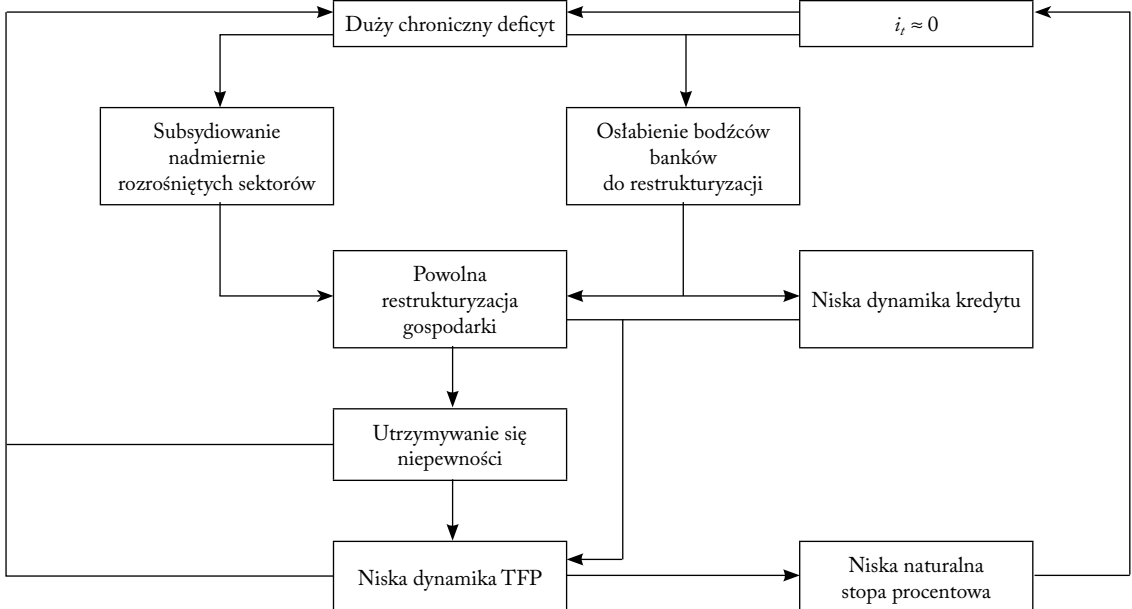 Duży chroniczny deficyt
iₜ ≈ 0
Subsydiowanie
nadmiernie
rozrośniętych sektorów
Osłabienie bodźców
banków
do restrukturyzacji
Powolna
restrukturyzacja
gospodarki
Niska dynamika kredytu
Utrzymywanie się
niepewności
Niska dynamika TFP
Niska naturalna
stopa procentowa